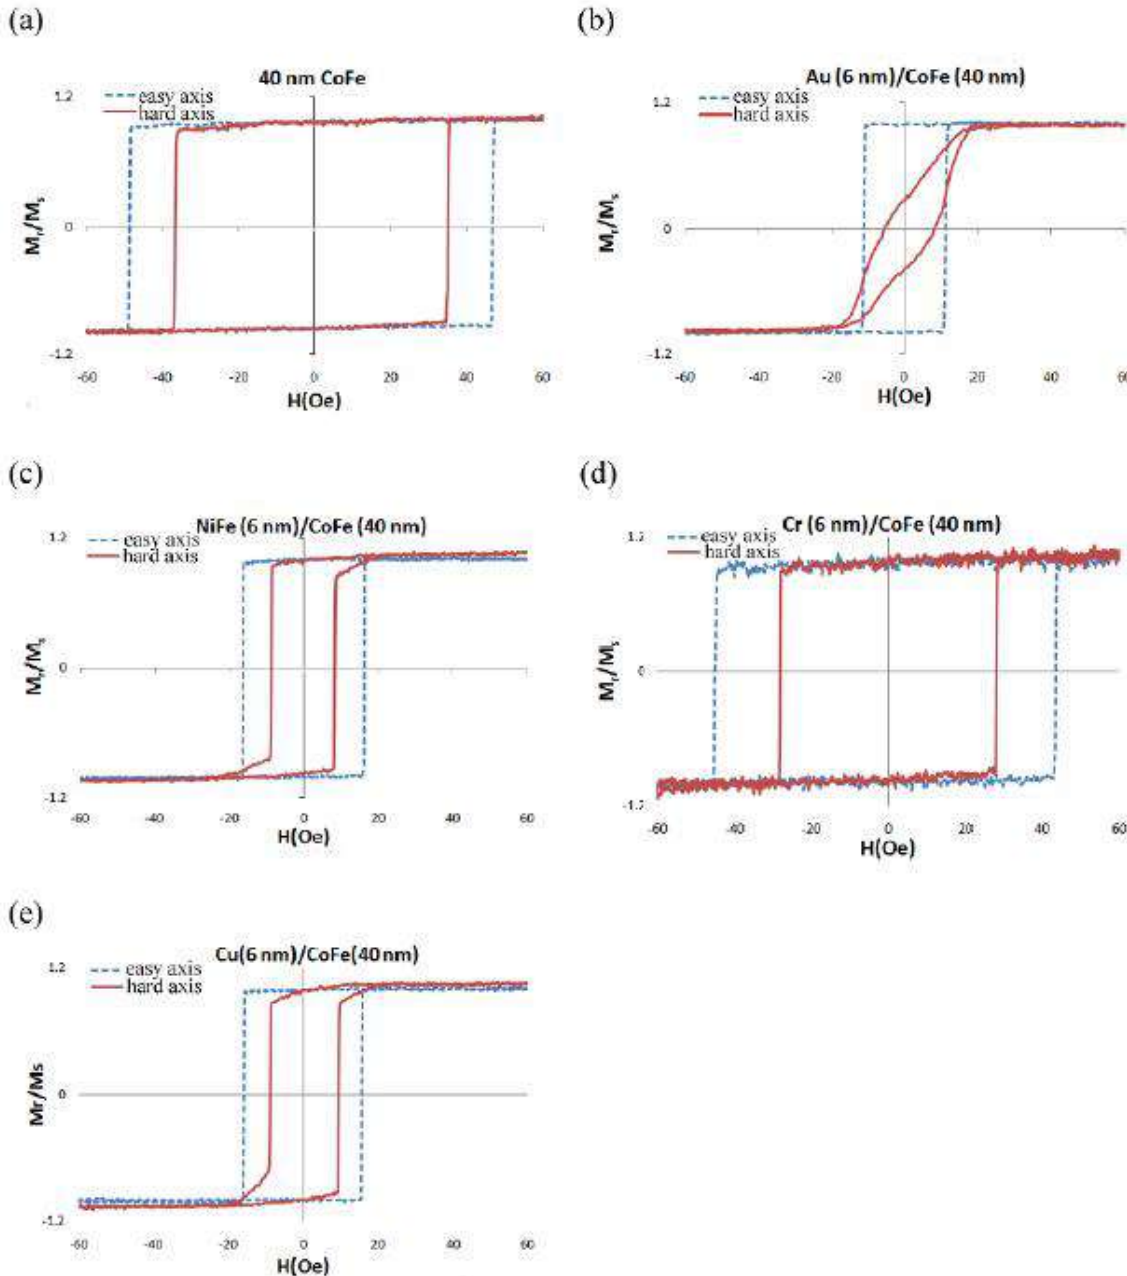 (a)
40 nm CoFe
1.2
easy axis
hard axis
Mr/Ms
0
-1.2
-60 -40 -20 0 20 40 60
H(Oe)
(b)
Au (6 nm)/CoFe (40 nm)
1.2
easy axis
hard axis
Mr/Ms
0
-1.2
-60 -40 -20 0 20 40 60
H(Oe)
(c)
NiFe (6 nm)/CoFe (40 nm)
1.2
easy axis
hard axis
Mr/Ms
0
-1.2
-60 -40 -20 0 20 40 60
H(Oe)
(d)
Cr (6 nm)/CoFe (40 nm)
1.2
easy axis
hard axis
Mr/Ms
0
-1.2
-60 -40 -20 0 20 40 60
H(Oe)
(e)
Cu(6 nm)/CoFe(40 nm)
1.2
easy axis
hard axis
Mr/Ms
0
-1.2
-60 -40 -20 0 20 40 60
H(Oe)